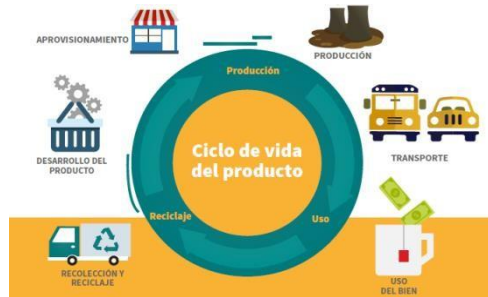 APROVISIONAMIENTO
PRODUCCIÓN
Producción
DESARROLLO DEL
PRODUCTO
Ciclo de vida
del producto
TRANSPORTE
Reciclaje
Uso
RECOLECCIÓN Y
RECICLAJE
USO
DEL BIEN